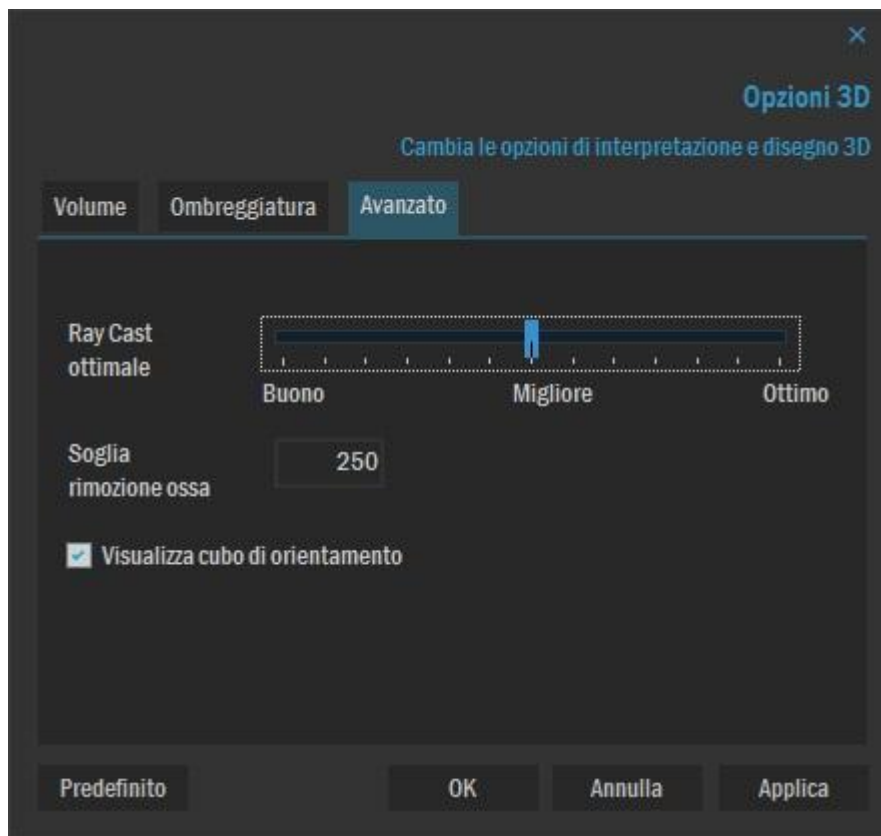 Opzioni 3D
Cambia le opzioni di interpretazione e disegno 3D
Volume Ombreggiatura Avanzato
Ray Cast
ottimale
Buono Migliore Ottimo
Soglia
rimozione ossa
250
Visualizza cubo di orientamento
Predefinito OK Annulla Applica